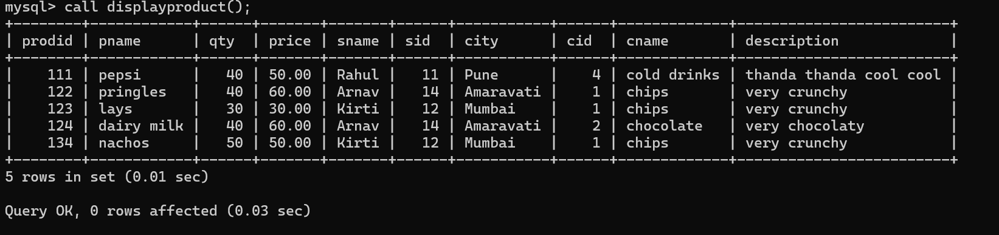 mysql> call displayproduct();
+--------+------------+------+-------+-------+------+-----------+------+-------------+-------------------------+
| prodid | pname      | qty  | price | sname | sid  | city      | cid  | cname       | description             |
+--------+------------+------+-------+-------+------+-----------+------+-------------+-------------------------+
|    111 | pepsi      |   40 | 50.00 | Rahul |   11 | Pune      |    4 | cold drinks | thanda thanda cool cool |
|    122 | pringles   |   40 | 60.00 | Arnav |   14 | Amaravati |    1 | chips       | very crunchy            |
|    123 | lays       |   30 | 30.00 | Kirti |   12 | Mumbai    |    1 | chips       | very crunchy            |
|    124 | dairy milk |   40 | 60.00 | Arnav |   14 | Amaravati |    2 | chocolate   | very chocolaty          |
|    134 | nachos     |   50 | 50.00 | Kirti |   12 | Mumbai    |    1 | chips       | very crunchy            |
+--------+------------+------+-------+-------+------+-----------+------+-------------+-------------------------+
5 rows in set (0.01 sec)

Query OK, 0 rows affected (0.03 sec)